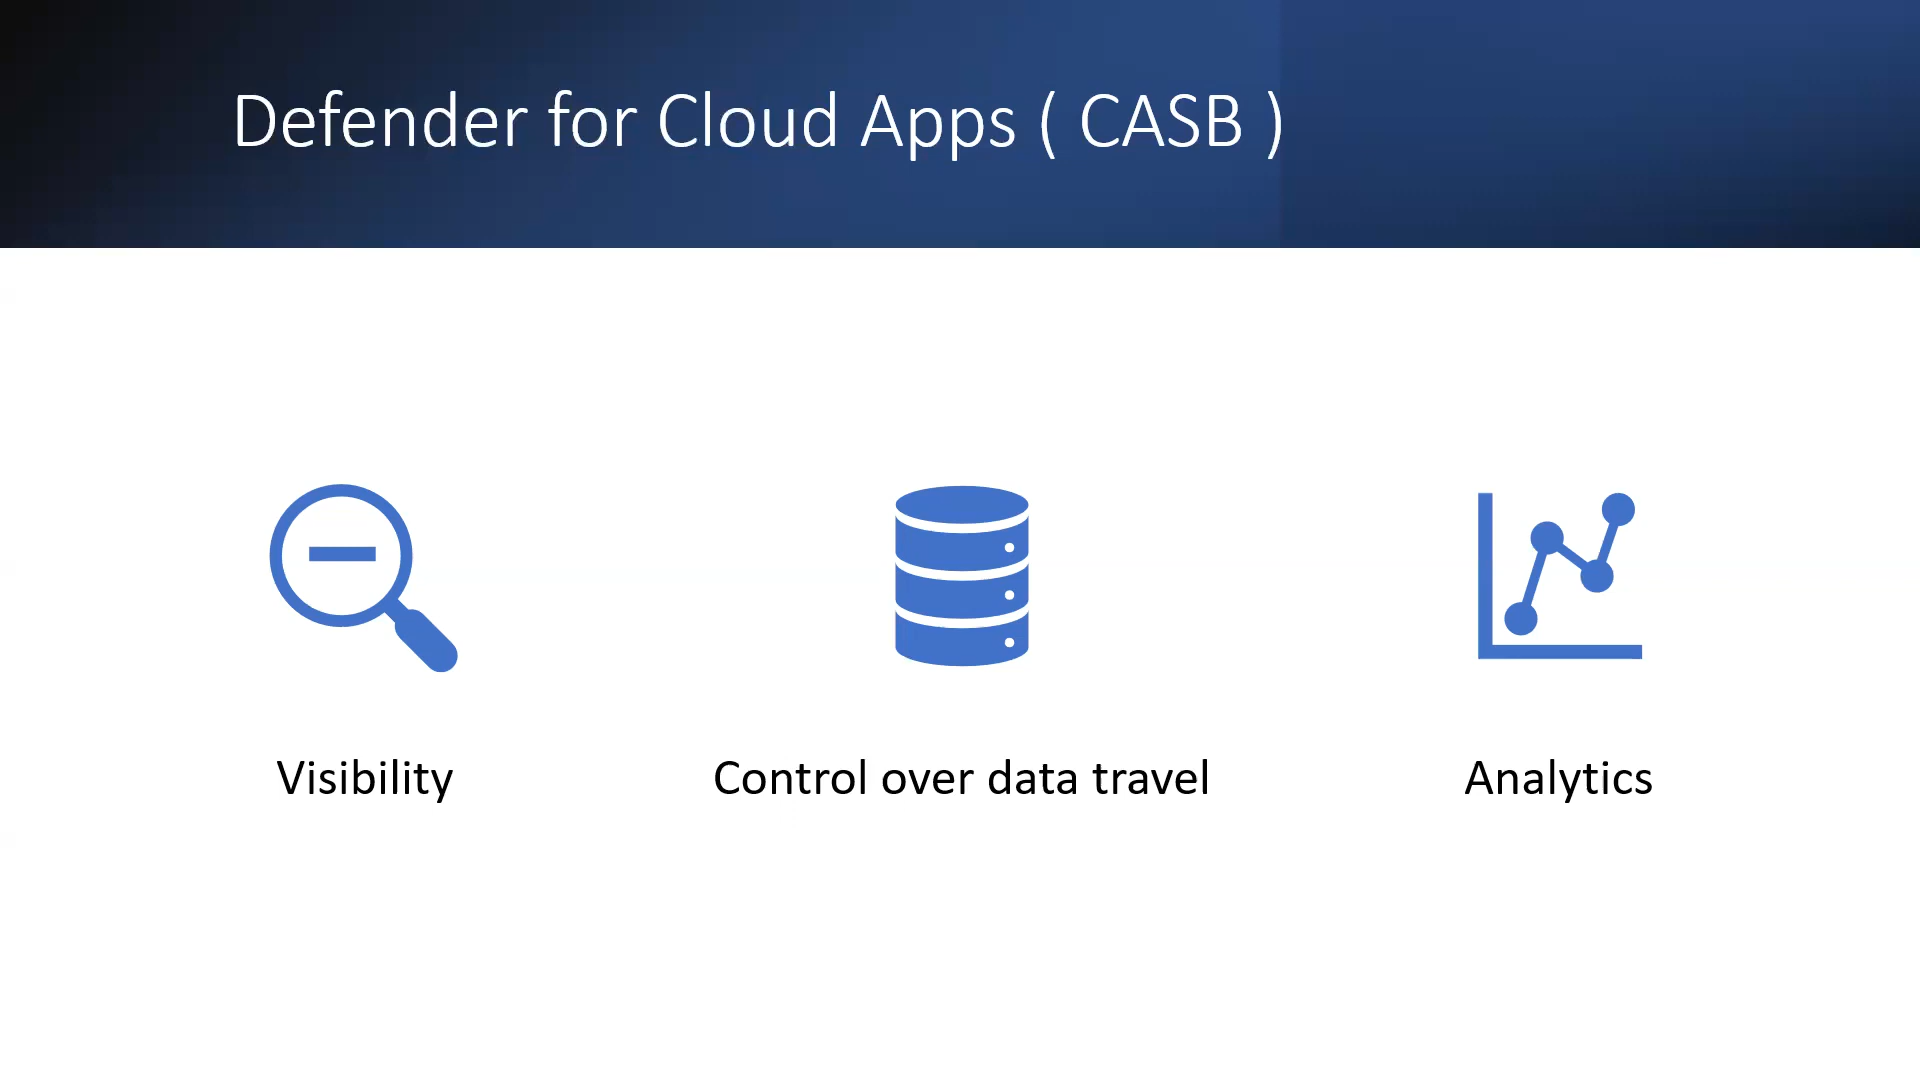 Defender for Cloud Apps ( CASB )
Visibility
Control over data travel
Analytics